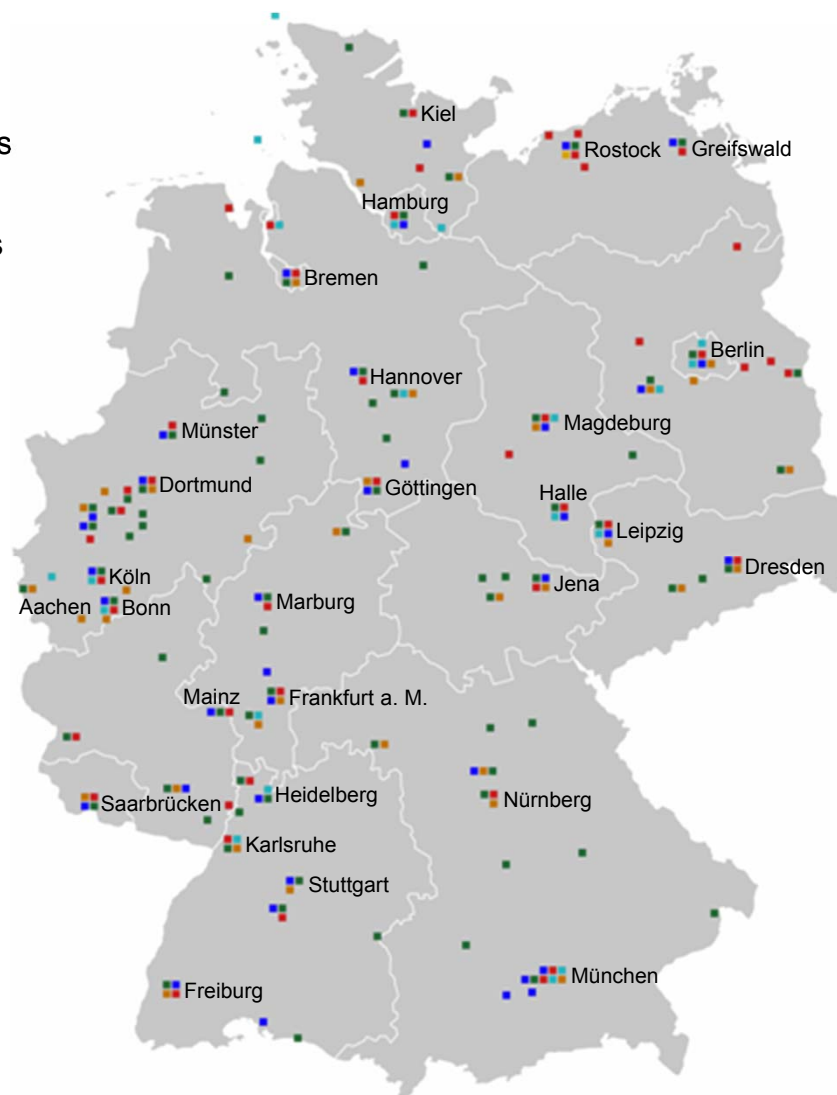 Kiel
s
Rostock
Greifswald
Hamburg
s
Bremen
Berlin
Hannover
Magdeburg
Münster
Dortmund
Göttingen
Halle
Leipzig
Dresden
Köln
Jena
Aachen
Bonn
Marburg
Mainz
Frankfurt a. M.
Heidelberg
Saarbrücken
Nürnberg
Karlsruhe
Stuttgart
München
Freiburg